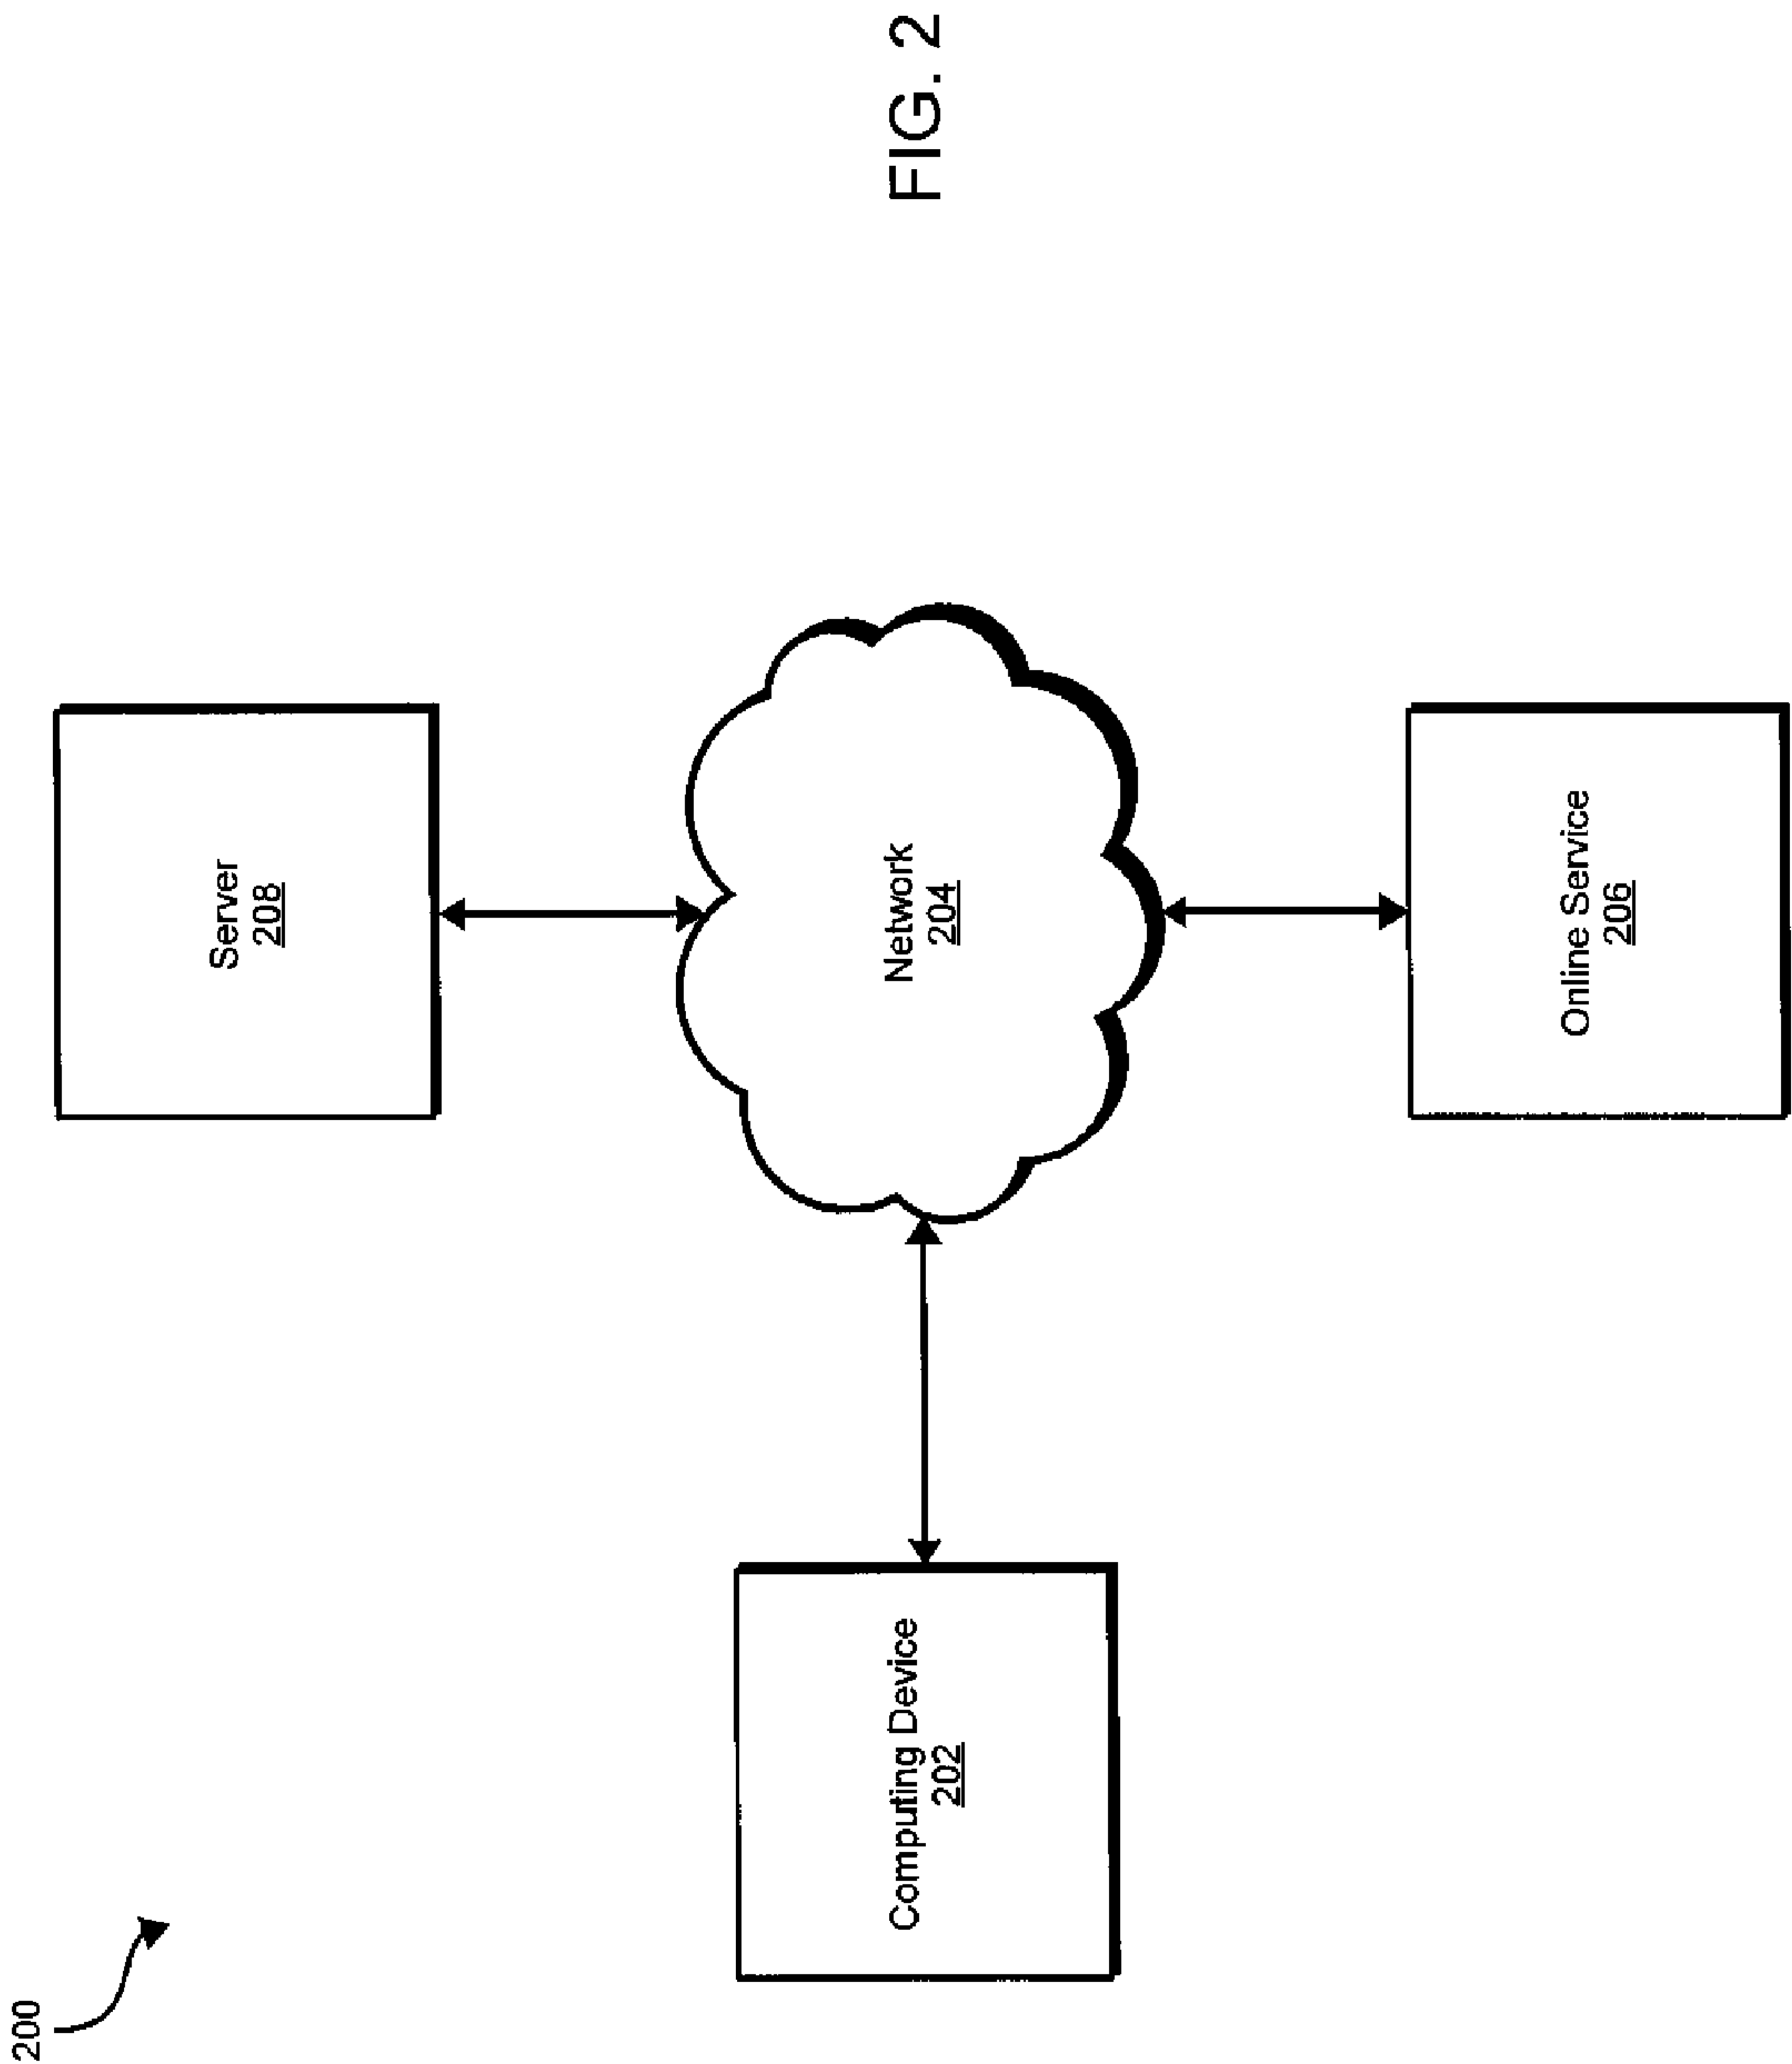 200
Server
208
Computing Device
202
Network
204
Online Service
206
FIG. 2